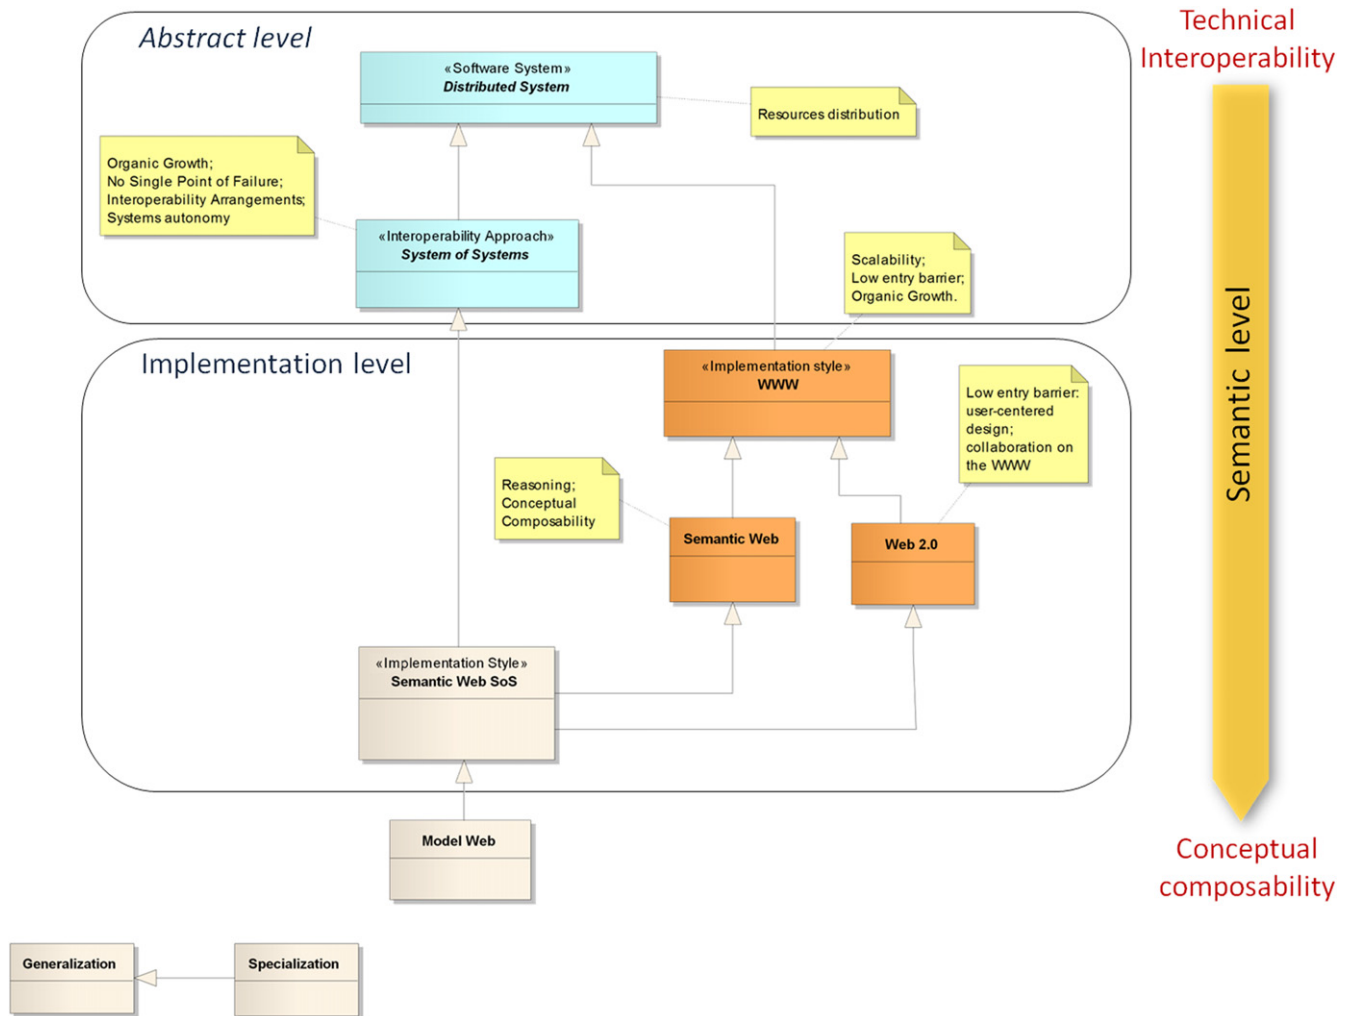 Abstract level
Technical
Interoperability
«Software System»
Distributed System
Resources distribution
Organic Growth;
No Single Point of Failure;
Interoperability Arrangements;
Systems autonomy
«Interoperability Approach»
System of Systems
Scalability;
Low entry barrier;
Organic Growth.
Semantic level
Implementation level
«Implementation style»
WWW
Low entry barrier:
user-centered
design;
collaboration on
the WWW
Reasoning;
Conceptual
Composability
Semantic Web
Web 2.0
«Implementation Style»
Semantic Web SoS
Model Web
Conceptual
composability
Generalization
Specialization